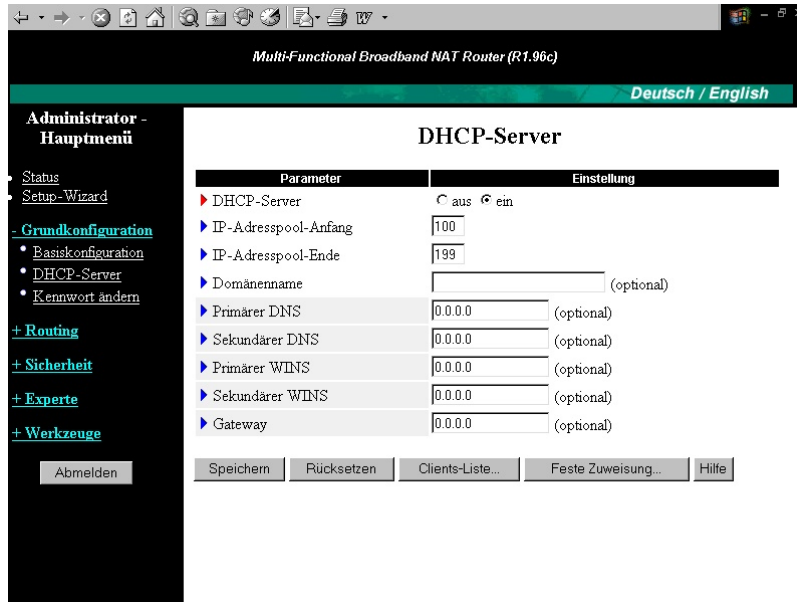 Multi-Functional Broadband NAT Router (R1.96c)
Deutsch / English
Administrator -
Hauptmenü
Status
Setup-Wizard
- Grundkonfiguration
Basiskonfiguration
DHCP-Server
Kennwort ändern
+ Routing
+ Sicherheit
+ Experte
+ Werkzeuge
Abmelden
DHCP-Server
Parameter Einstellung
DHCP-Server aus ein
IP-Adresspool-Anfang 100
IP-Adresspool-Ende 199
Domänenname (optional)
Primärer DNS 0.0.0.0 (optional)
Sekundärer DNS 0.0.0.0 (optional)
Primärer WINS 0.0.0.0 (optional)
Sekundärer WINS 0.0.0.0 (optional)
Gateway 0.0.0.0 (optional)
Speichern Rücksetzen Clients-Liste... Feste Zuweisung... Hilfe